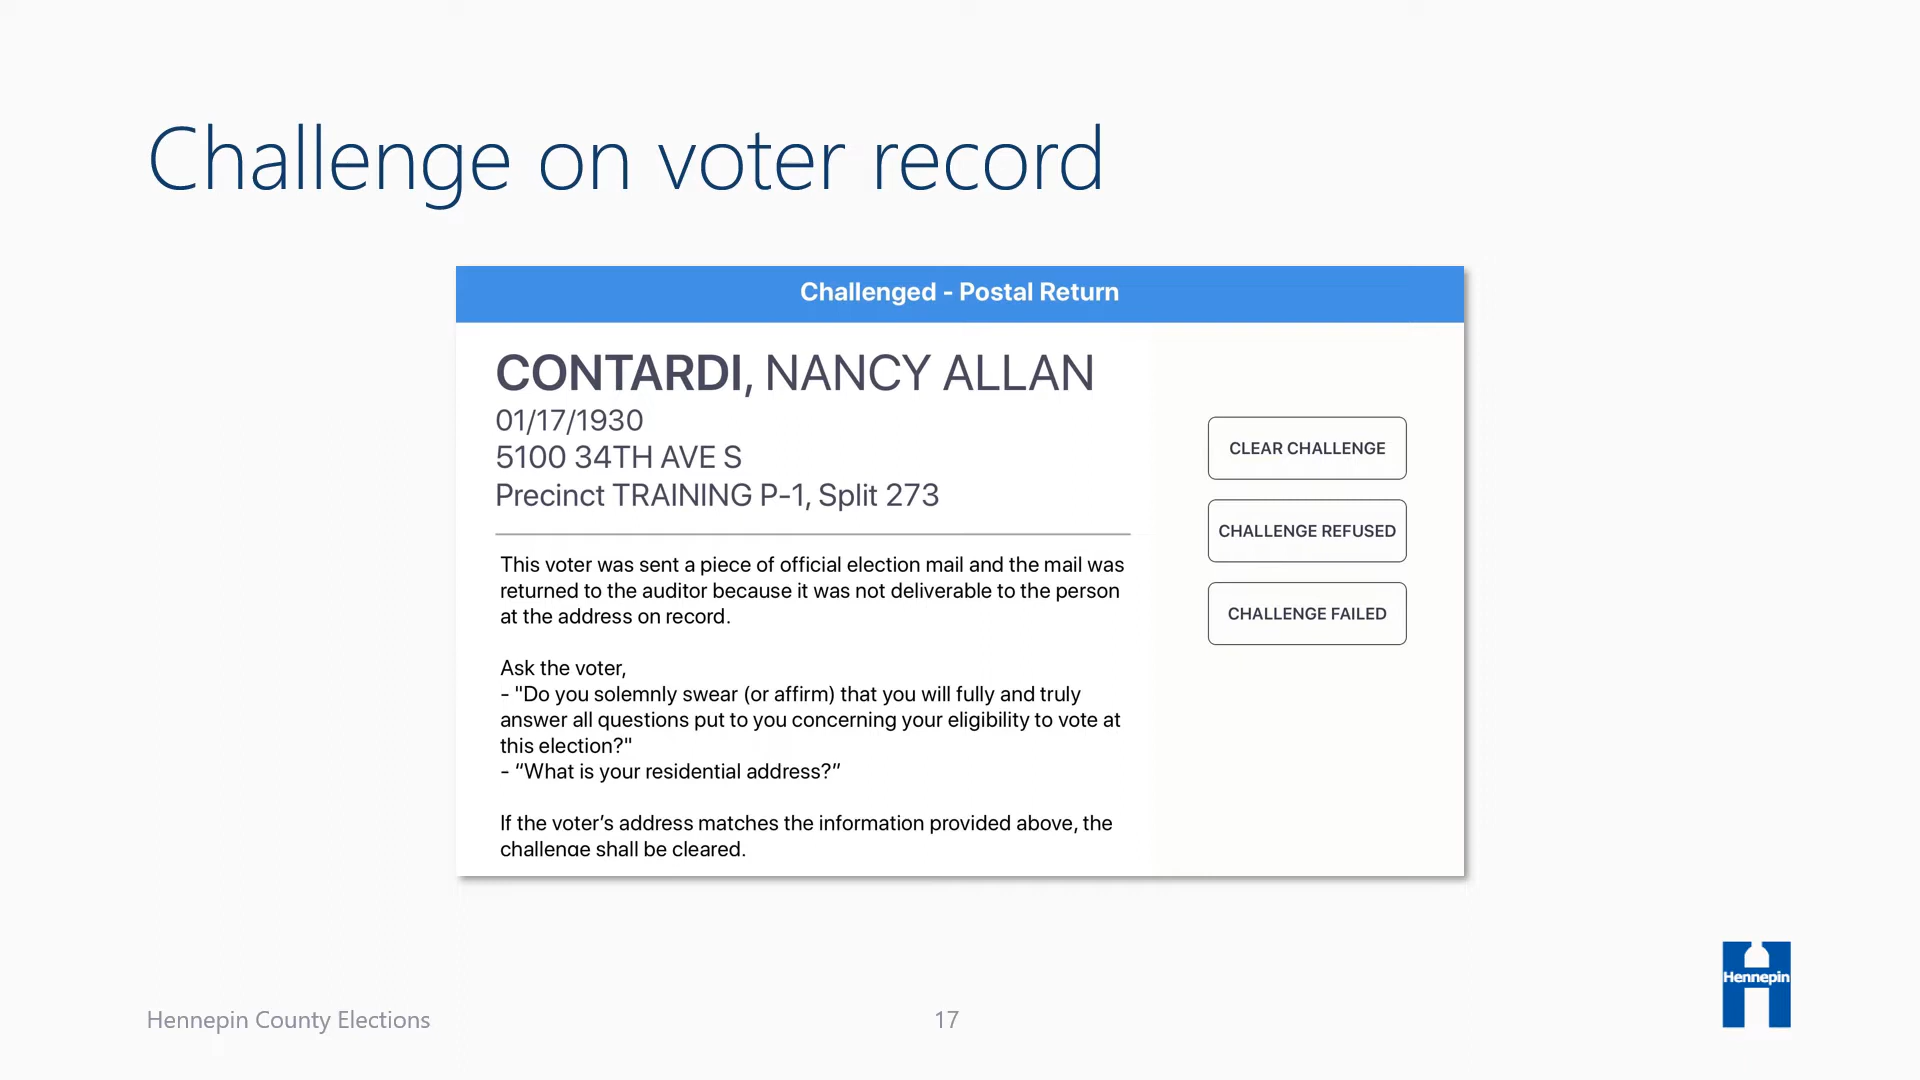 Challenge on voter record
Challenged - Postal Return
CONTARDI, NANCY ALLAN
01/17/1930
5100 34TH AVE S
Precinct TRAINING P-1, Split 273
This voter was sent a piece of official election mail and the mail was
returned to the auditor because it was not deliverable to the person
at the address on record.
Ask the voter,
- "Do you solemnly swear (or affirm) that you will fully and truly
answer all questions put to you concerning your eligibility to vote at
this election?"
- “What is your residential address?”
If the voter’s address matches the information provided above, the
challenge shall be cleared.
CLEAR CHALLENGE
CHALLENGE REFUSED
CHALLENGE FAILED
Hennepin
Hennepin County Elections
17